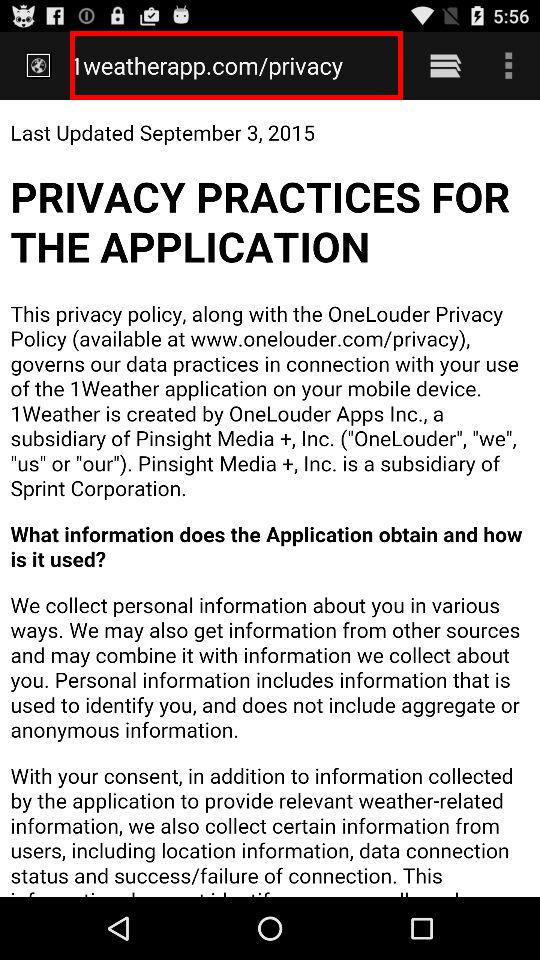 5:56
1weatherapp.com/privacy
Last Updated September 3, 2015
PRIVACY PRACTICES FOR
THE APPLICATION
This privacy policy, along with the OneLouder Privacy
Policy (available at www.onelouder.com/privacy),
governs our data practices in connection with your use
of the 1Weather application on your mobile device.
1Weather is created by OneLouder Apps Inc., a
subsidiary of Pinsight Media +, Inc. ("OneLouder", "we",
"us" or "our"). Pinsight Media +, Inc. is a subsidiary of
Sprint Corporation.
What information does the Application obtain and how
is it used?
We collect personal information about you in various
ways. We may also get information from other sources
and may combine it with information we collect about
you. Personal information includes information that is
used to identify you, and does not include aggregate or
anonymous information.
With your consent, in addition to information collected
by the application to provide relevant weather-related
information, we also collect certain information from
users, including location information, data connection
status and success/failure of connection. This